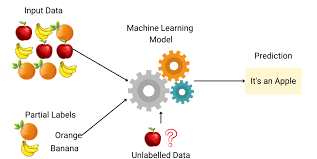 Input Data
Machine Learning
Model
Prediction
It's an Apple
Partial Labels
Orange
Banana
?
Unlabelled Data